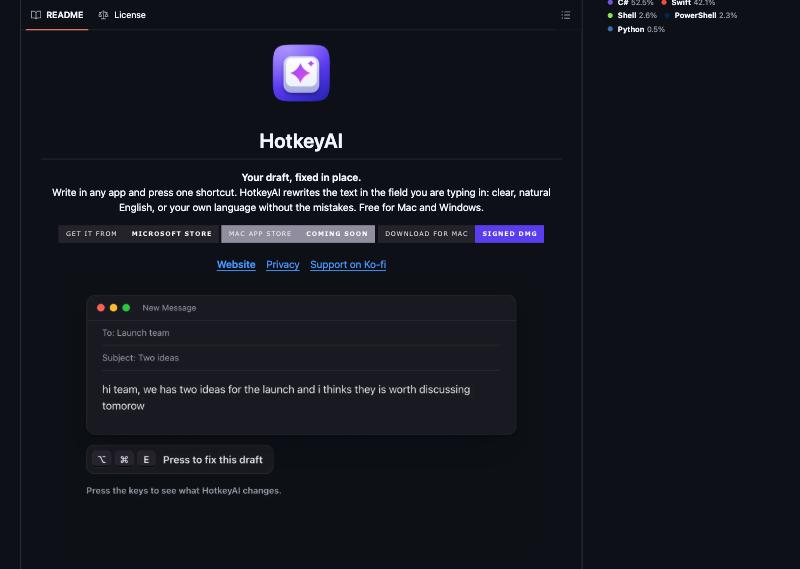 README License
C# 52.5% Swift 42.1%
Shell 2.6% PowerShell 2.3%
Python 0.5%
HotkeyAI
Your draft, fixed in place.
Write in any app and press one shortcut. HotkeyAI rewrites the text in the field you are typing in: clear, natural
English, or your own language without the mistakes. Free for Mac and Windows.
GET IT FROM MICROSOFT STORE MAC APP STORE COMING SOON DOWNLOAD FOR MAC SIGNED DMG
Website Privacy Support on Ko-fi
New Message
To: Launch team
Subject: Two ideas
hi team, we has two ideas for the launch and i thinks they is worth discussing
tomorow
⌥ ⌘ E Press to fix this draft
Press the keys to see what HotkeyAI changes.